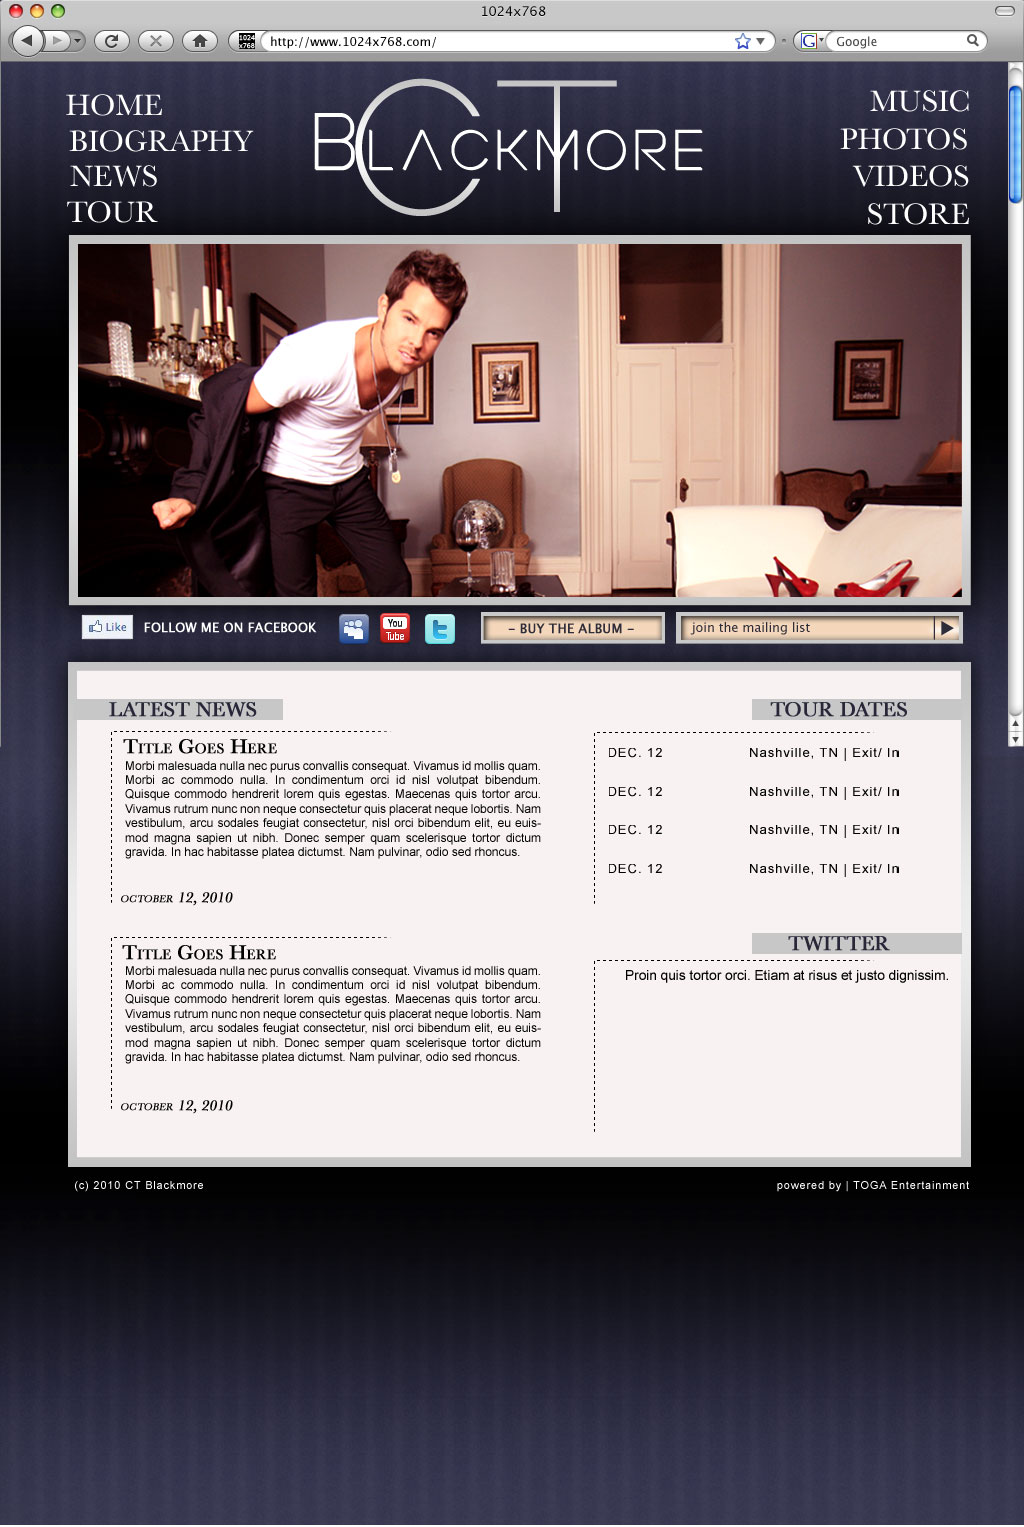 1024x768
1024
x768
http://www.1024x768.com/
G
Google
HOME
BIOGRAPHY
NEWS
TOUR
CT
BLACKMORE
MUSIC
PHOTOS
VIDEOS
STORE
Like
FOLLOW ME ON FACEBOOK
You
Tube
t
– BUY THE ALBUM –
join the mailing list
LATEST NEWS
Title Goes Here
Morbi malesuada nulla nec purus convallis consequat. Vivamus id mollis quam.
Morbi ac commodo nulla. In condimentum orci id nisl volutpat bibendum.
Quisque commodo hendrerit lorem quis egestas. Maecenas quis tortor arcu.
Vivamus rutrum nunc non neque consectetur quis placerat neque lobortis. Nam
vestibulum, arcu sodales feugiat consectetur, nisl orci bibendum elit, eu euis-
mod magna sapien ut nibh. Donec semper quam scelerisque tortor dictum
gravida. In hac habitasse platea dictumst. Nam pulvinar, odio sed rhoncus.
october 12, 2010
Title Goes Here
Morbi malesuada nulla nec purus convallis consequat. Vivamus id mollis quam.
Morbi ac commodo nulla. In condimentum orci id nisl volutpat bibendum.
Quisque commodo hendrerit lorem quis egestas. Maecenas quis tortor arcu.
Vivamus rutrum nunc non neque consectetur quis placerat neque lobortis. Nam
vestibulum, arcu sodales feugiat consectetur, nisl orci bibendum elit, eu euis-
mod magna sapien ut nibh. Donec semper quam scelerisque tortor dictum
gravida. In hac habitasse platea dictumst. Nam pulvinar, odio sed rhoncus.
october 12, 2010
TOUR DATES
DEC. 12 Nashville, TN | Exit/ In
DEC. 12 Nashville, TN | Exit/ In
DEC. 12 Nashville, TN | Exit/ In
DEC. 12 Nashville, TN | Exit/ In
TWITTER
Proin quis tortor orci. Etiam at risus et justo dignissim.
(c) 2010 CT Blackmore
powered by | TOGA Entertainment